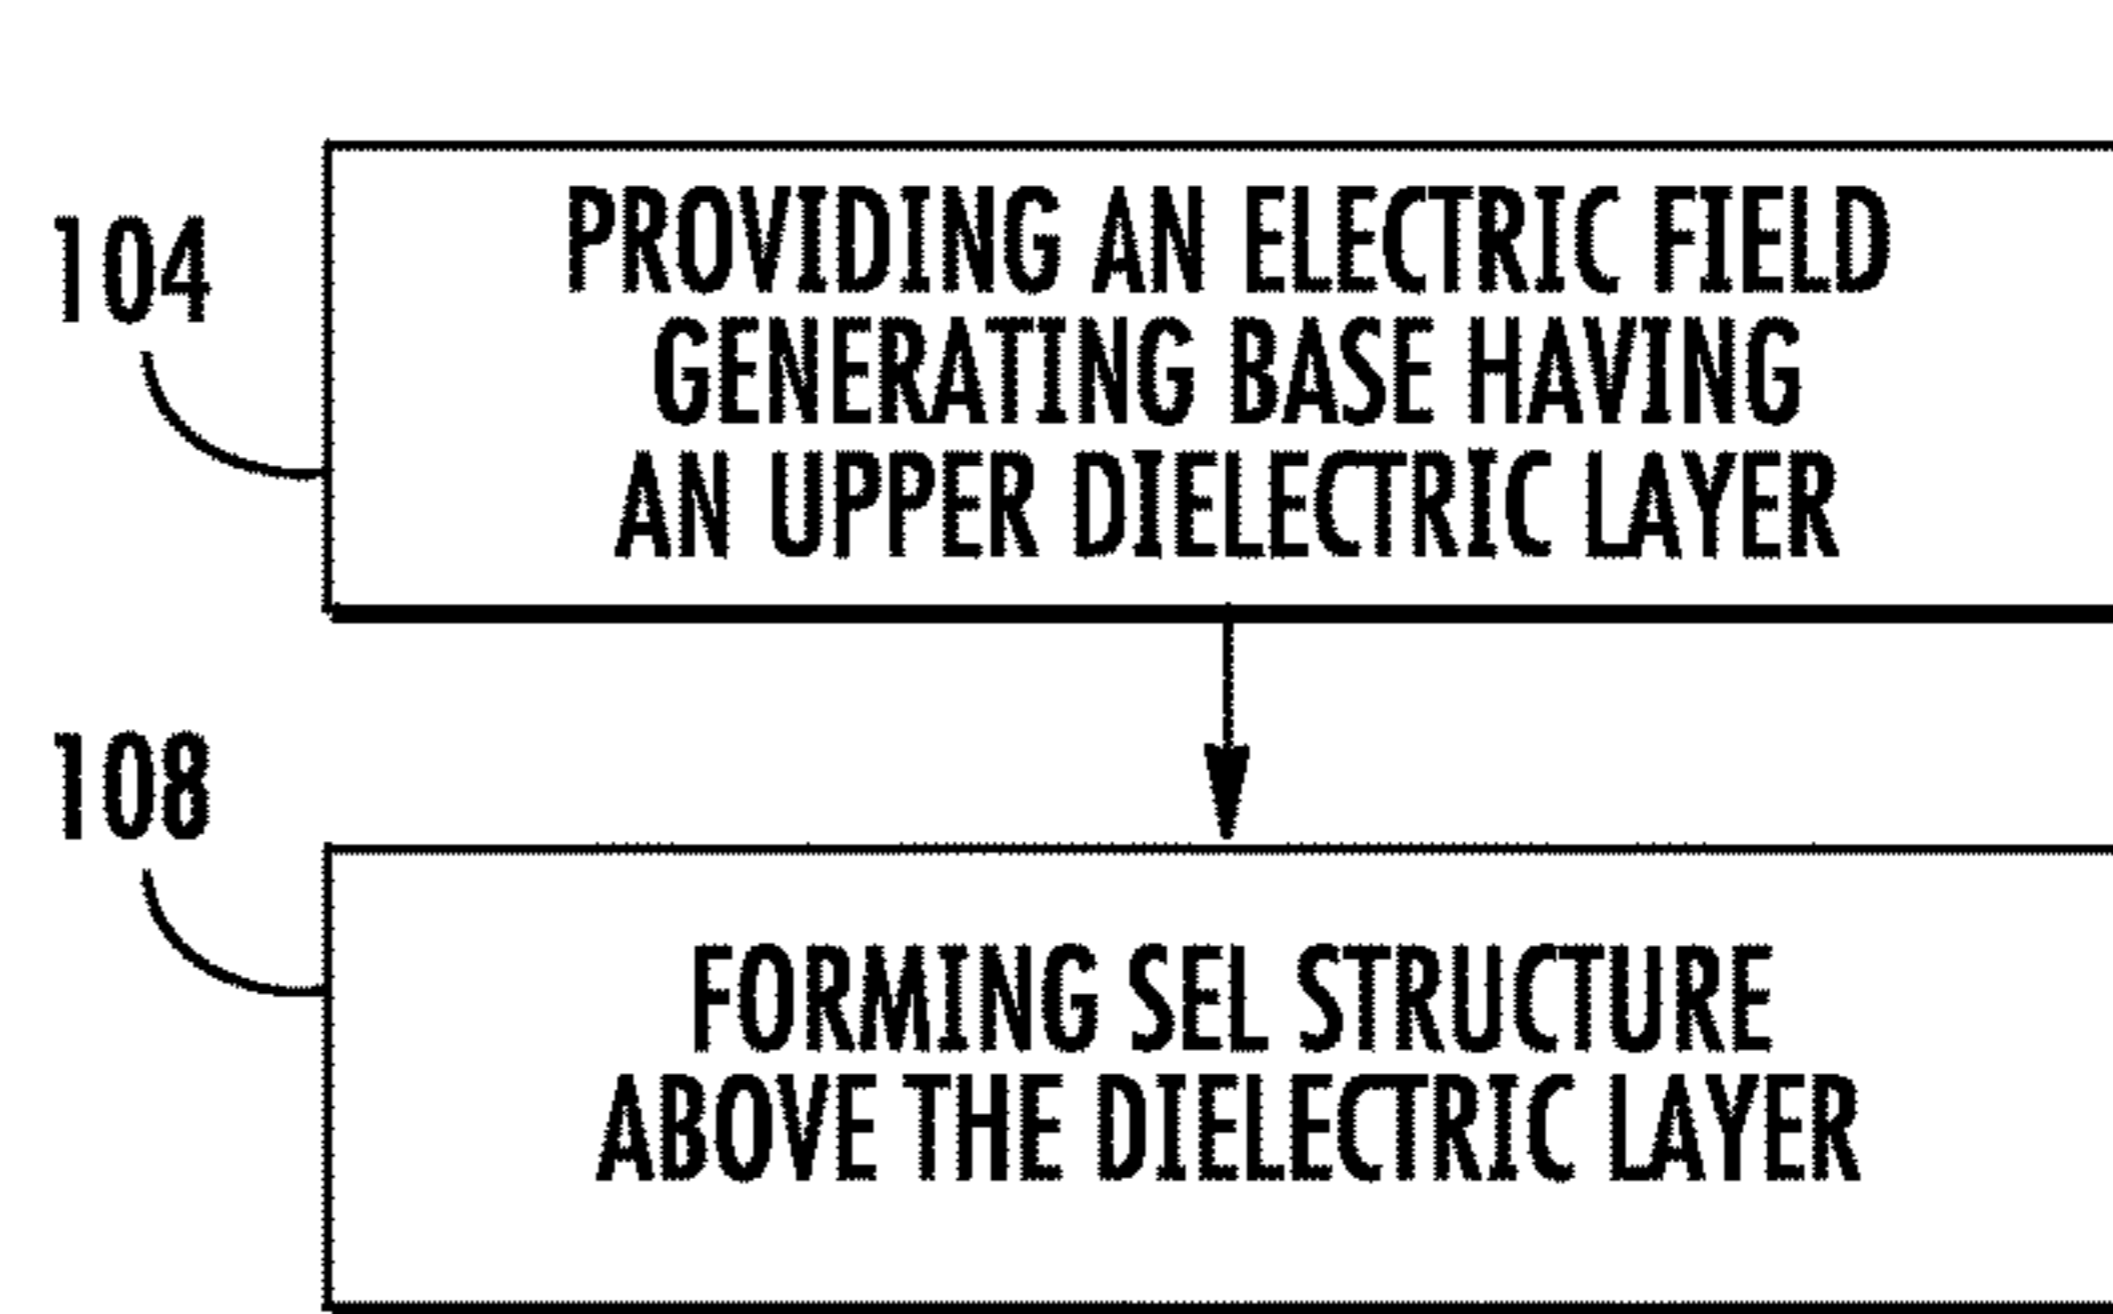 104
PROVIDING AN ELECTRIC FIELD
GENERATING BASE HAVING
AN UPPER DIELECTRIC LAYER
108
FORMING SEL STRUCTURE
ABOVE THE DIELECTRIC LAYER